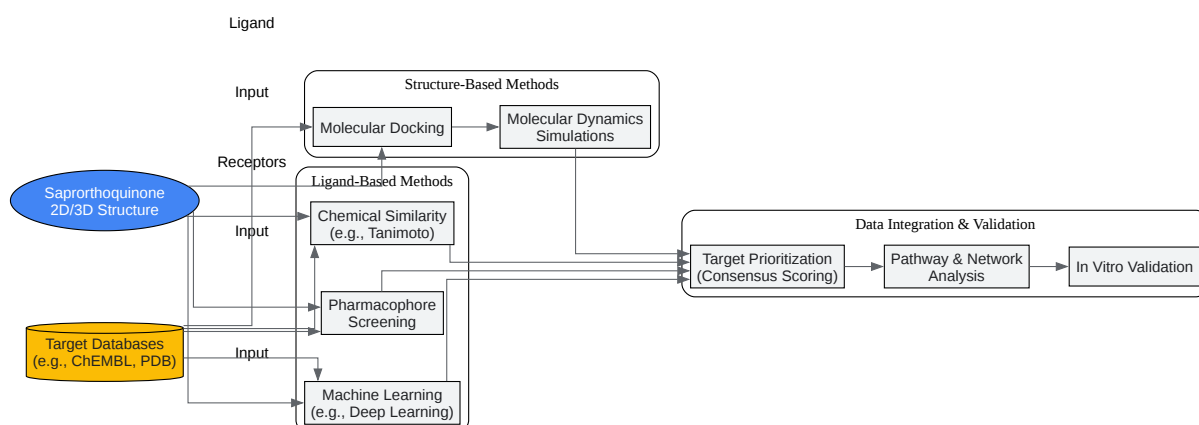 Ligand
Input
Structure-Based Methods
Molecular Docking
Molecular Dynamics
Simulations
Receptors
Saprorthoquinone
2D/3D Structure
Ligand-Based Methods
Chemical Similarity
(e.g., Tanimoto)
Input
Pharmacophore
Screening
Target Databases
(e.g., ChEMBL, PDB)
Input
Machine Learning
(e.g., Deep Learning)
Data Integration & Validation
Target Prioritization
(Consensus Scoring)
Pathway & Network
Analysis
In Vitro Validation